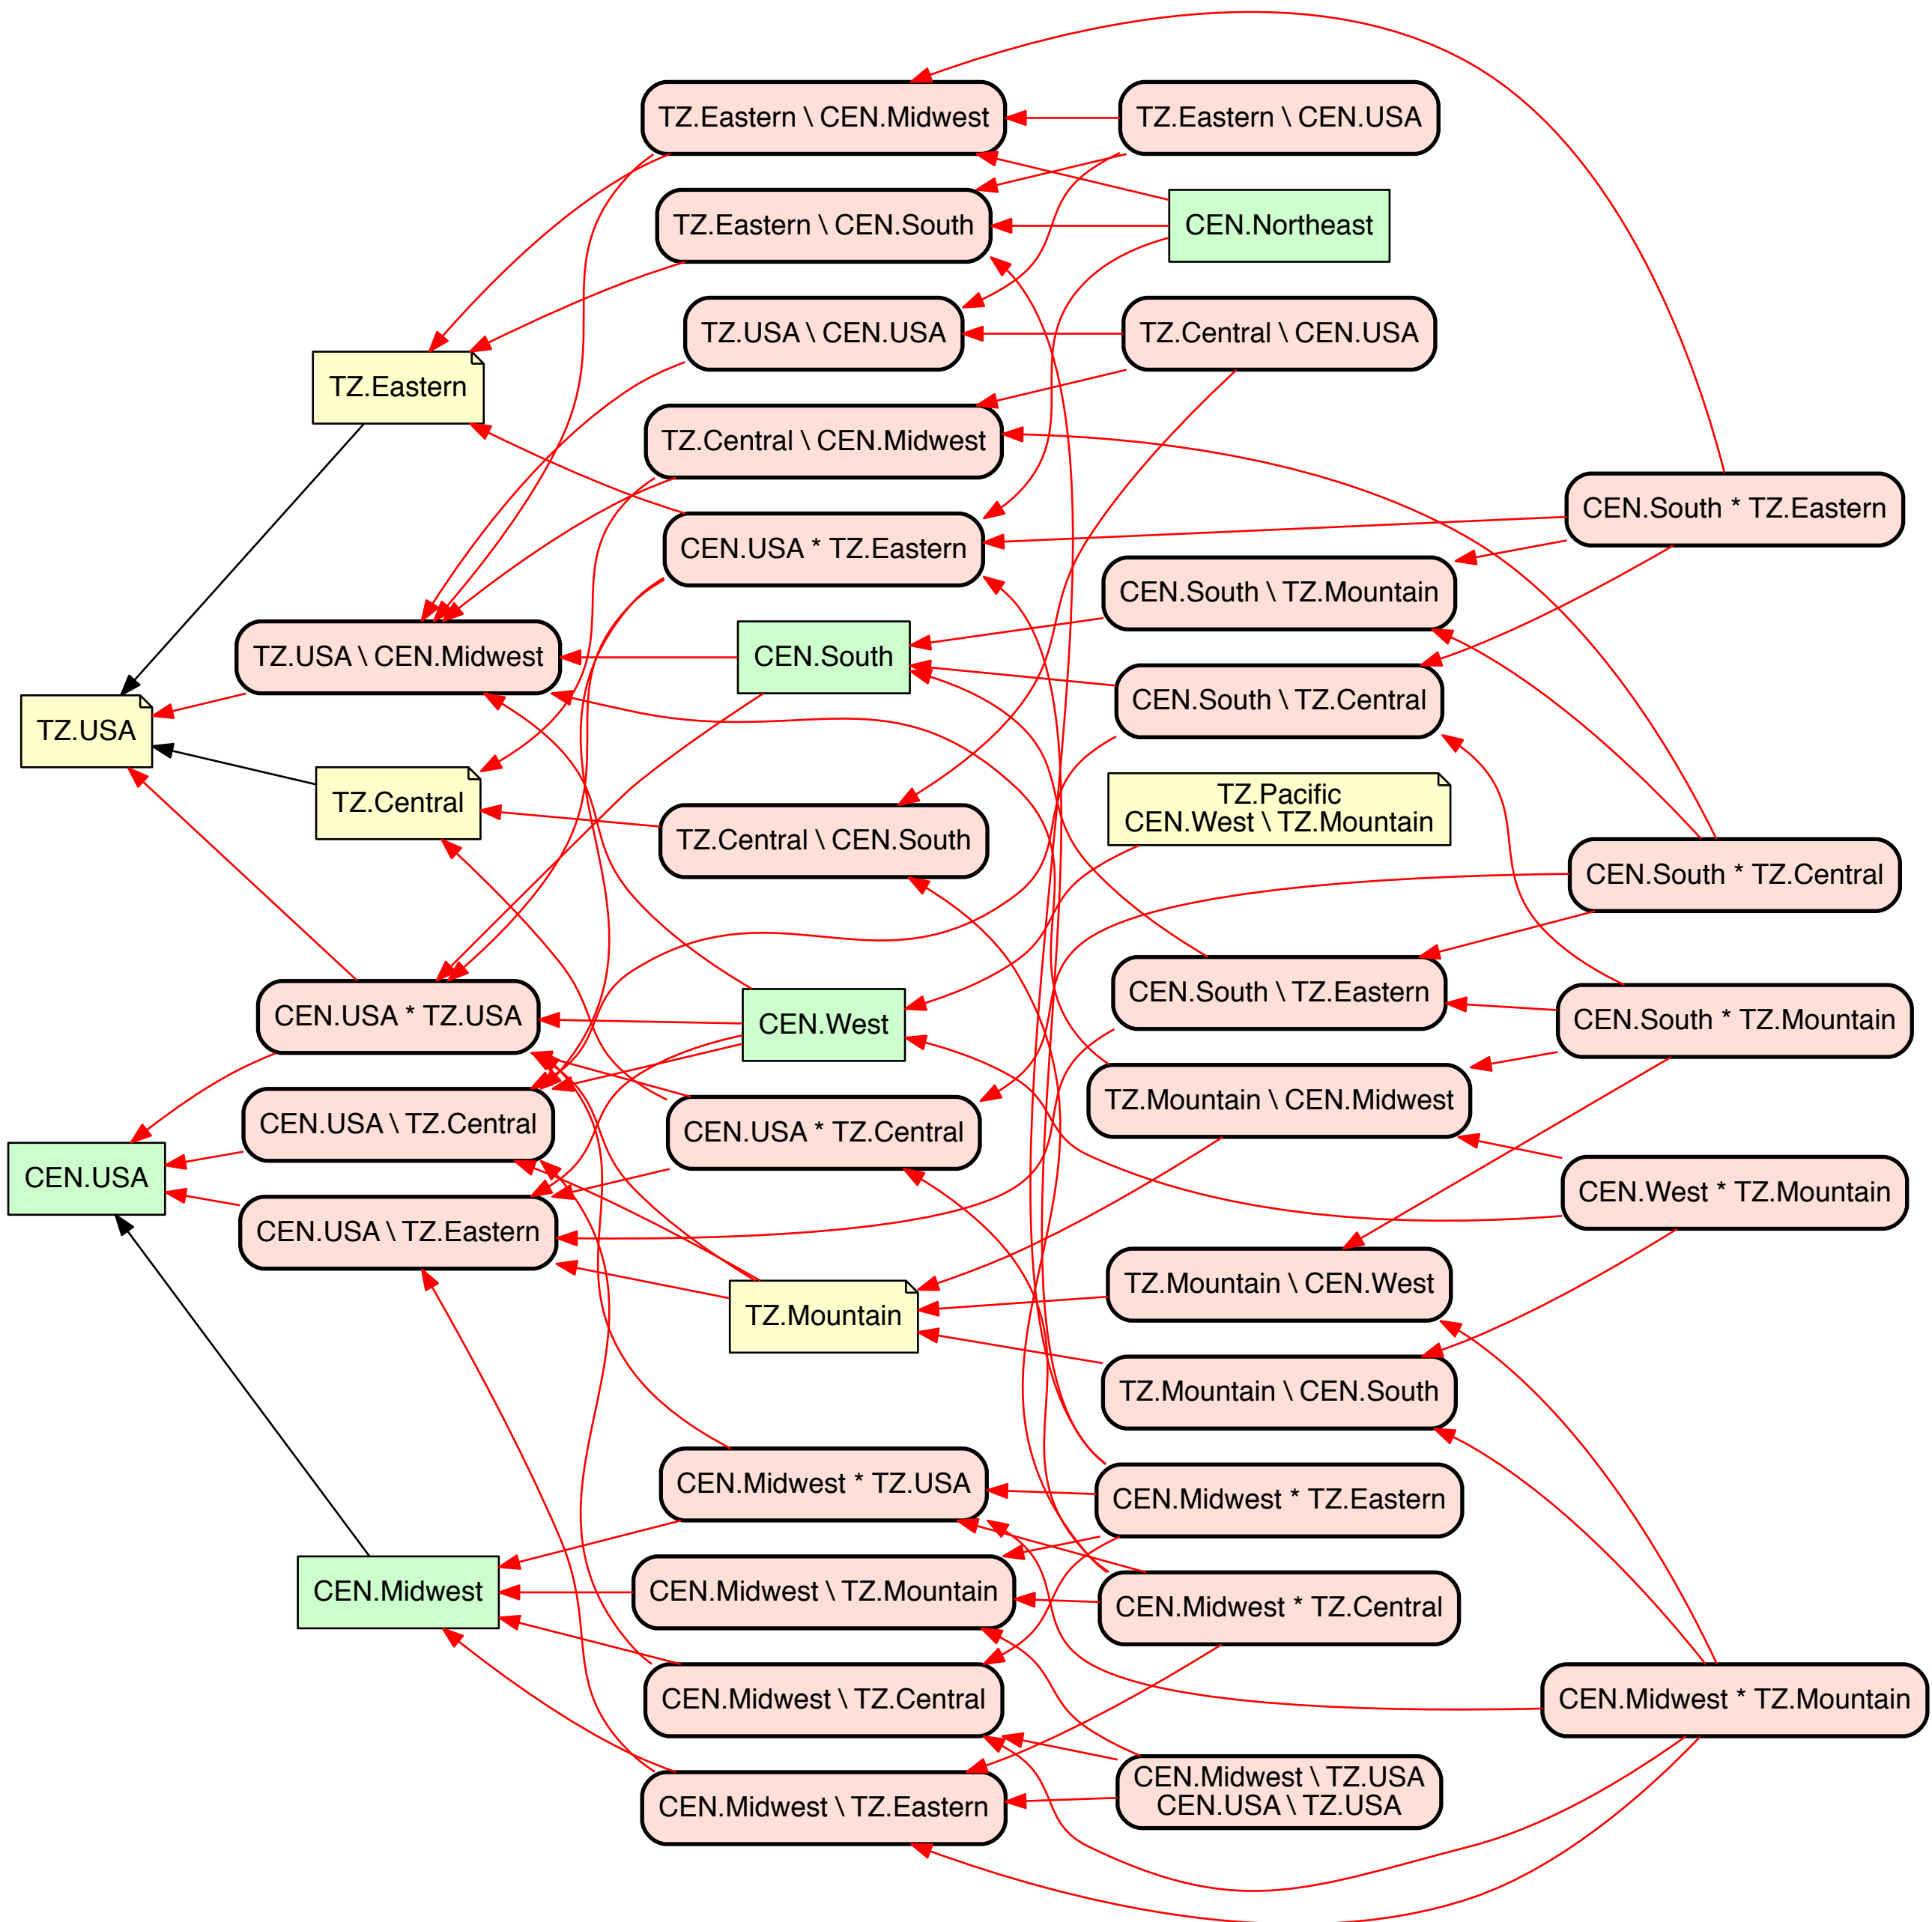 TZ.Eastern \ CEN.Midwest
TZ.Eastern \ CEN.USA
TZ.Eastern \ CEN.South
CEN.Northeast
TZ.USA \ CEN.USA
TZ.Central \ CEN.USA
TZ.Eastern
TZ.Central \ CEN.Midwest
CEN.South * TZ.Eastern
CEN.USA * TZ.Eastern
CEN.South \ TZ.Mountain
TZ.USA \ CEN.Midwest
CEN.South
CEN.South \ TZ.Central
TZ.USA
TZ.Central
TZ.Pacific
CEN.West \ TZ.Mountain
TZ.Central \ CEN.South
CEN.South * TZ.Central
CEN.South \ TZ.Eastern
CEN.USA * TZ.USA
CEN.West
CEN.South * TZ.Mountain
TZ.Mountain \ CEN.Midwest
CEN.USA \ TZ.Central
CEN.USA * TZ.Central
CEN.USA
CEN.West * TZ.Mountain
CEN.USA \ TZ.Eastern
TZ.Mountain \ CEN.West
TZ.Mountain
TZ.Mountain \ CEN.South
CEN.Midwest * TZ.USA
CEN.Midwest * TZ.Eastern
CEN.Midwest
CEN.Midwest \ TZ.Mountain
CEN.Midwest * TZ.Central
CEN.Midwest \ TZ.Central
CEN.Midwest * TZ.Mountain
CEN.Midwest \ TZ.USA
CEN.USA \ TZ.USA
CEN.Midwest \ TZ.Eastern